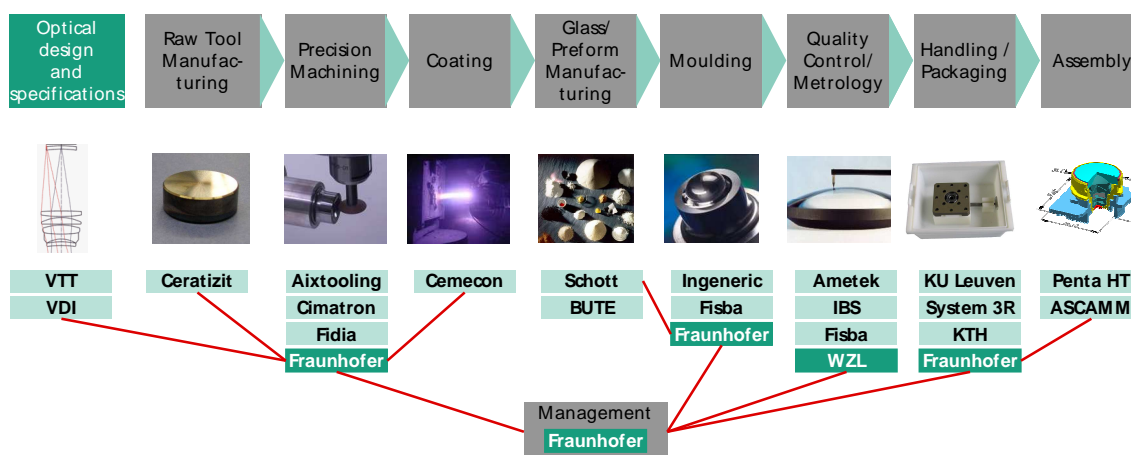 Optical
design
and
specifications
Raw Tool
Manufac-
turing
Precision
Machining
Coating
Glass/
Preform
Manufac-
turing
Moulding
Quality
Control/
Metrology
Handling /
Packaging
Assembly
VTT
VDI
Ceratizit
Aixtooling
Cimatron
Fidia
Fraunhofer
Cemecon
Schott
BUTE
Ingeneric
Fisba
Fraunhofer
Ametek
IBS
Fisba
WZL
KU Leuven
System 3R
KTH
Fraunhofer
Penta HT
ASCAMM
Management
Fraunhofer